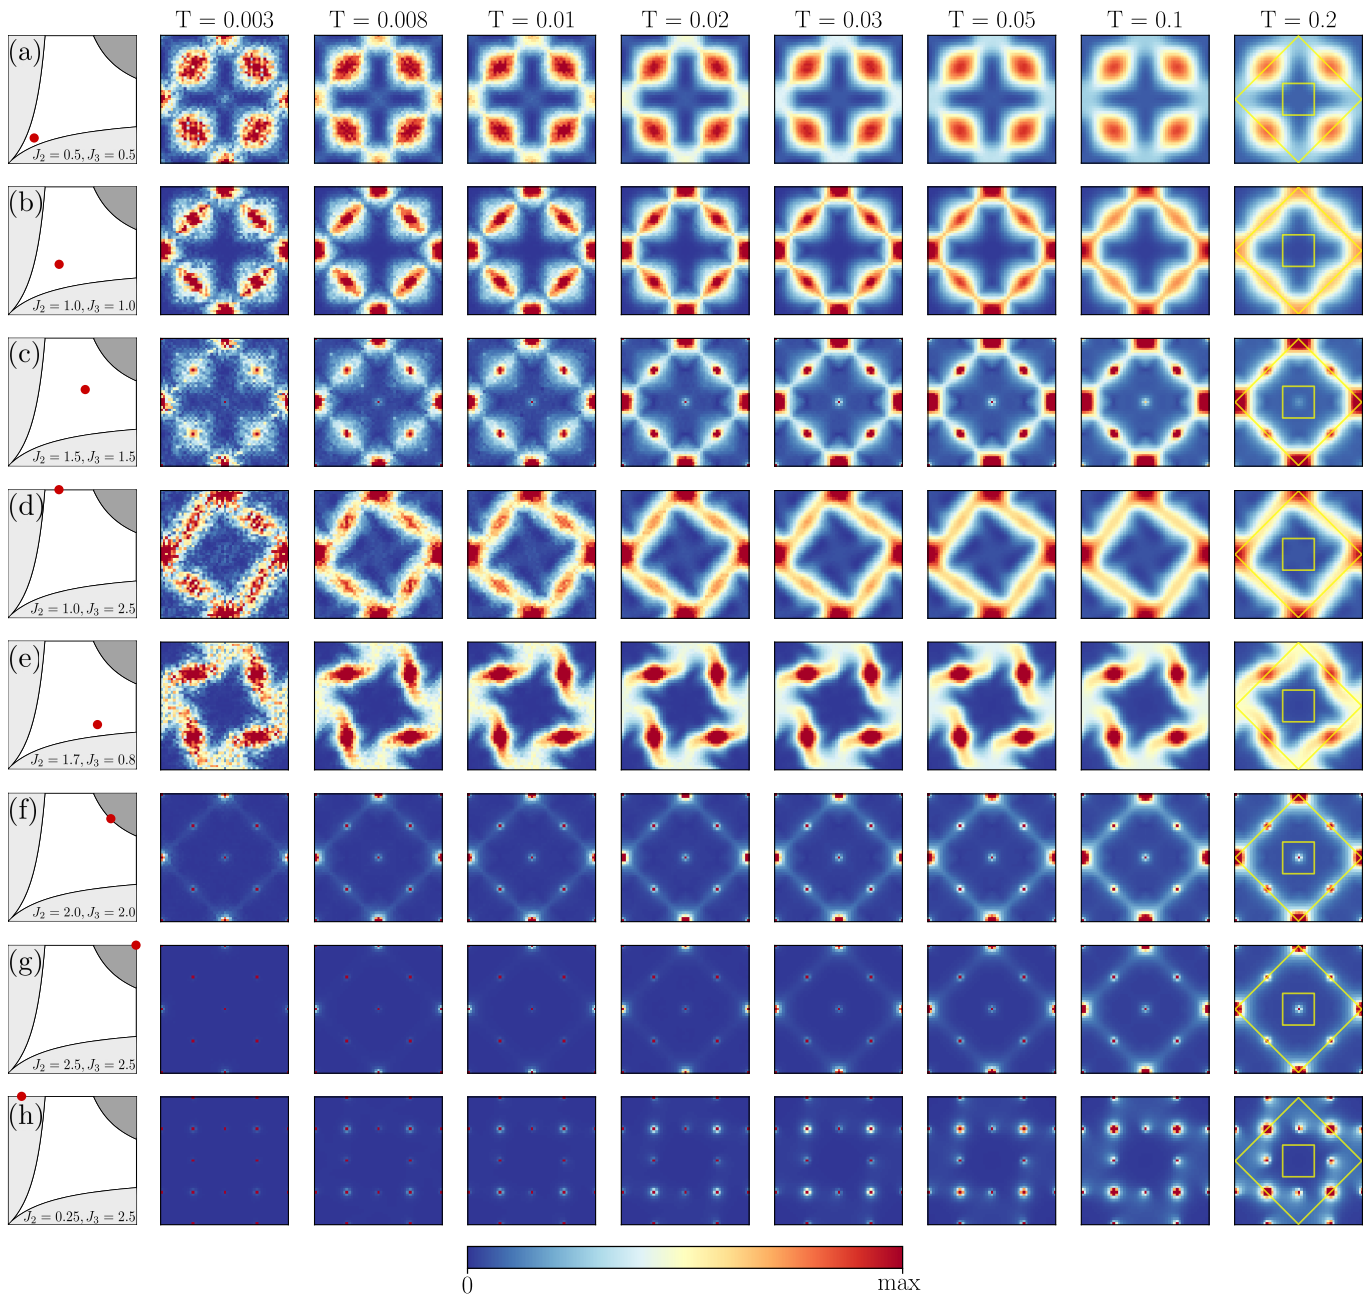 T = 0.003 T = 0.008 T = 0.01 T = 0.02 T = 0.03 T = 0.05 T = 0.1 T = 0.2
(a)
J₂ = 0.5, J₃ = 0.5
(b)
J₂ = 1.0, J₃ = 1.0
(c)
J₂ = 1.5, J₃ = 1.5
(d)
J₂ = 1.0, J₃ = 2.5
(e)
J₂ = 1.7, J₃ = 0.8
(f)
J₂ = 2.0, J₃ = 2.0
(g)
J₂ = 2.5, J₃ = 2.5
(h)
J₂ = 0.25, J₃ = 2.5
0 max